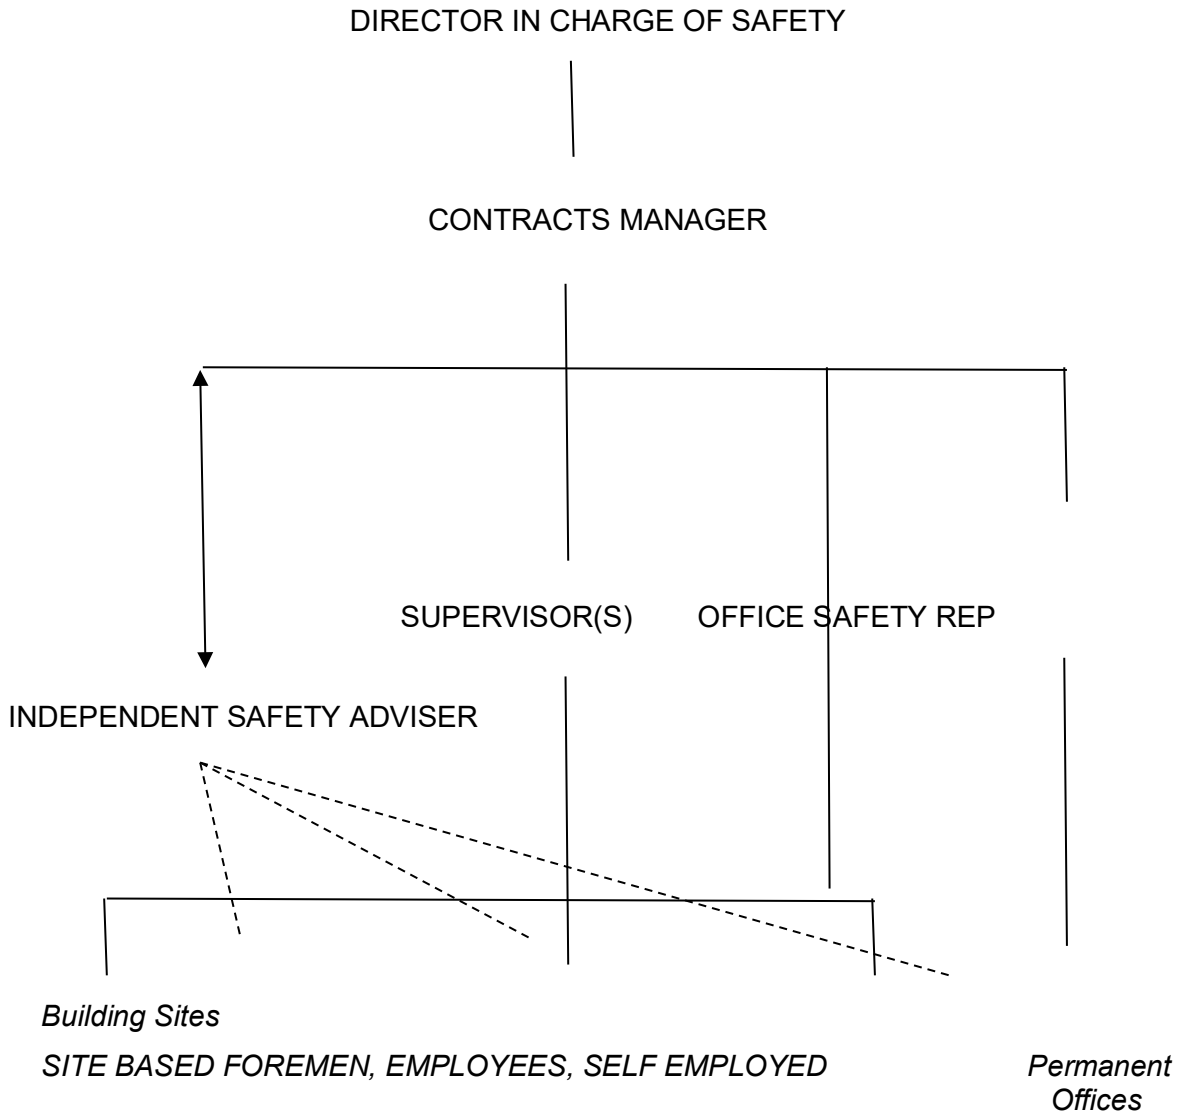 DIRECTOR IN CHARGE OF SAFETY
CONTRACTS MANAGER
SUPERVISOR(S)
OFFICE SAFETY REP
INDEPENDENT SAFETY ADVISER
Building Sites
SITE BASED FOREMEN, EMPLOYEES, SELF EMPLOYED
Permanent
Offices